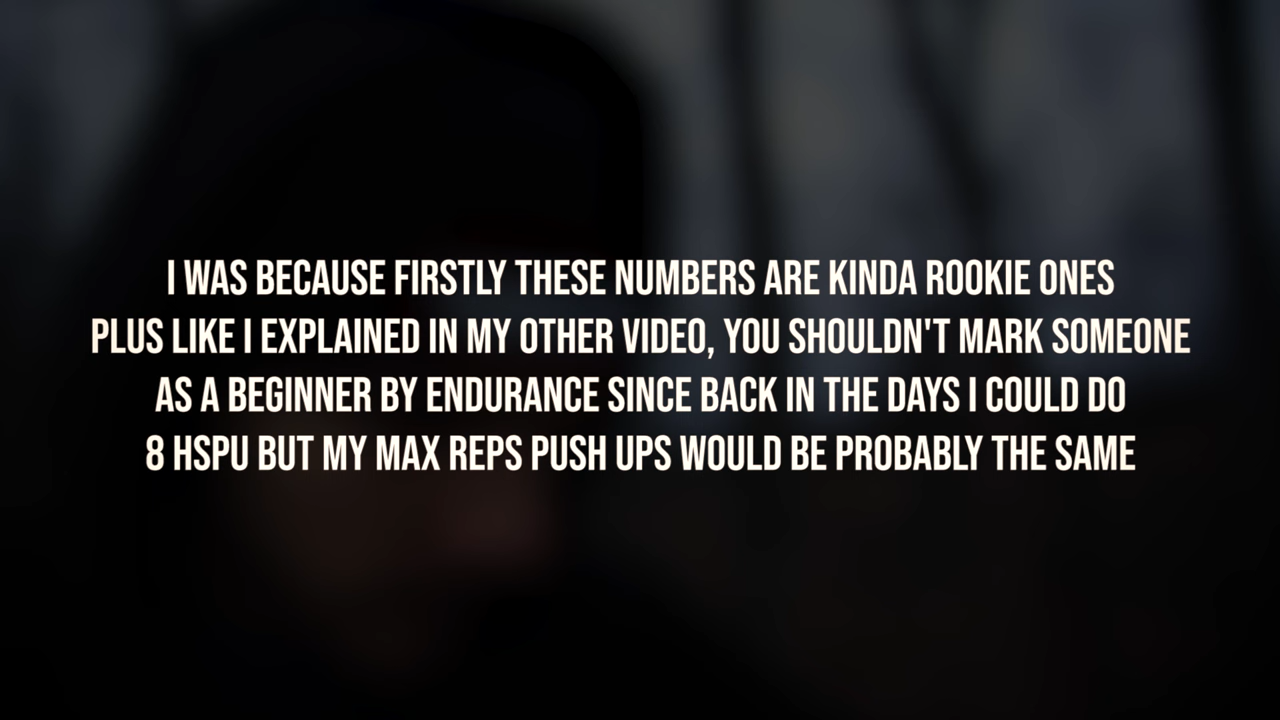 I WAS BECAUSE FIRSTLY THESE NUMBERS ARE KINDA ROOKIE ONES
PLUS LIKE I EXPLAINED IN MY OTHER VIDEO, YOU SHOULDN'T MARK SOMEONE
AS A BEGINNER BY ENDURANCE SINCE BACK IN THE DAYS I COULD DO
8 HSPU BUT MY MAX REPS PUSH UPS WOULD BE PROBABLY THE SAME